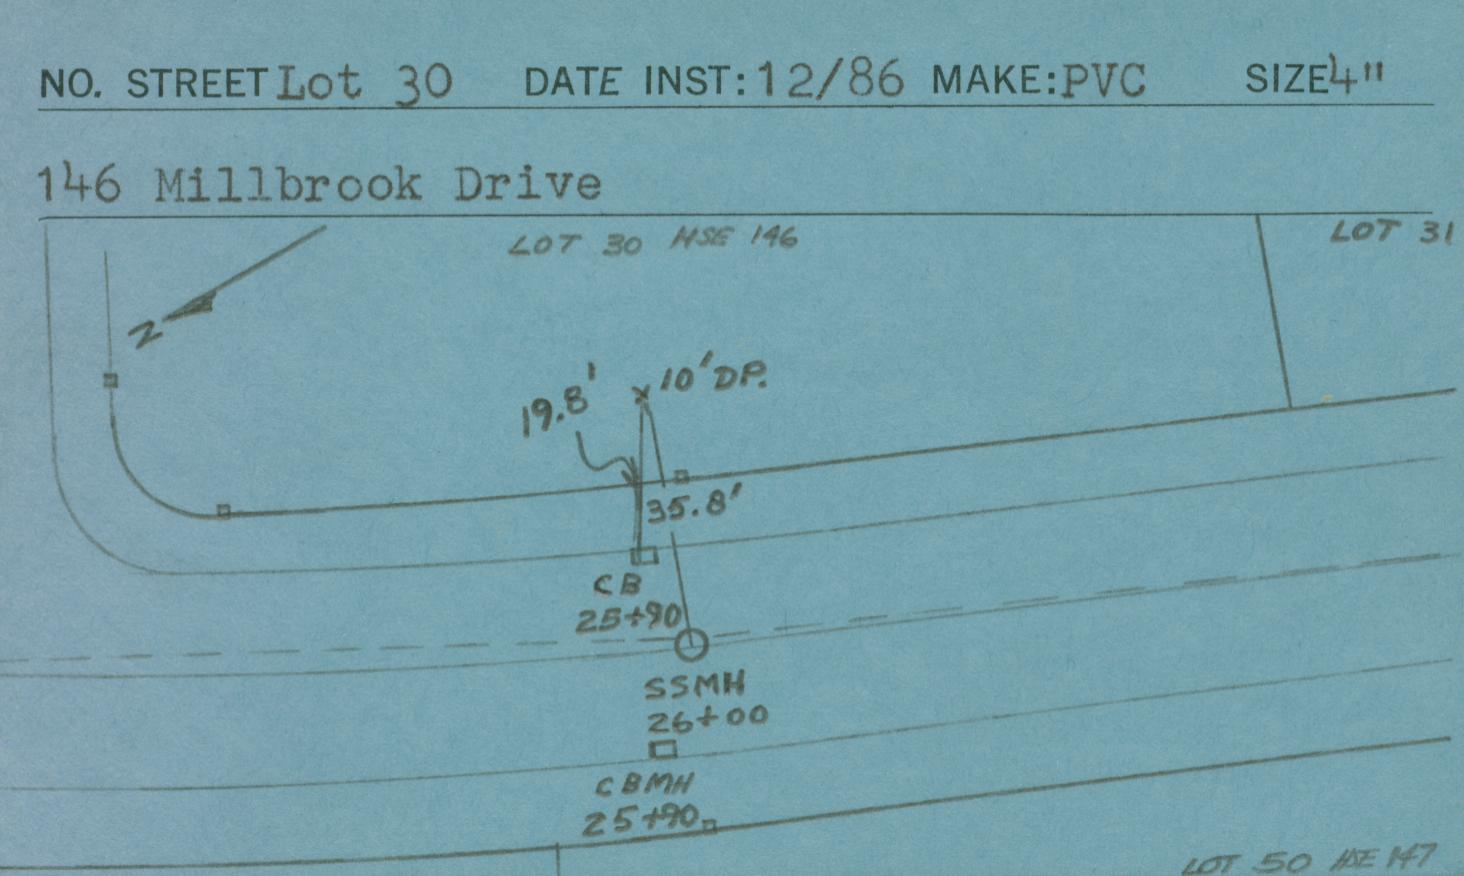 NO. STREET Lot 30 DATE INST: 12/86 MAKE: PVC SIZE 4"
146 Millbrook Drive
LOT 30 HSE 146
LOT 31
N
10' DP.
19.8'
35.8'
CB
25+90
SSMH
26+00
CBMH
25+90
LOT 50 HSE 147